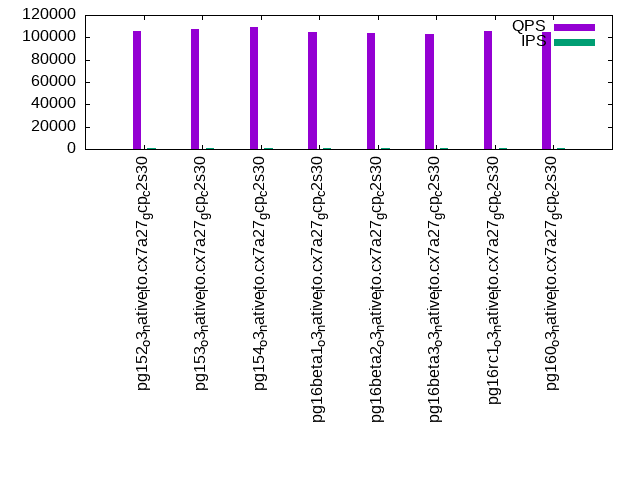 120000
100000
80000
60000
40000
20000
0
QPS
IPS
pg152_o3_native_lto.cx7a27_gcp_c2s30
pg153_o3_native_lto.cx7a27_gcp_c2s30
pg154_o3_native_lto.cx7a27_gcp_c2s30
pg16beta1_o3_native_lto.cx7a27_gcp_c2s30
pg16beta2_o3_native_lto.cx7a27_gcp_c2s30
pg16beta3_o3_native_lto.cx7a27_gcp_c2s30
pg16rc1_o3_native_lto.cx7a27_gcp_c2s30
pg160_o3_native_lto.cx7a27_gcp_c2s30